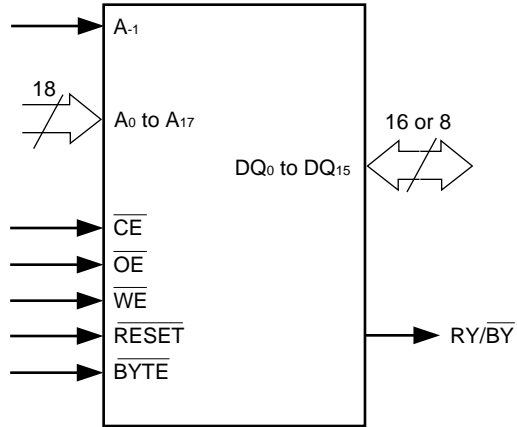 A-1
18
A0 to A17
16 or 8
DQ0 to DQ15
CE
OE
WE
RESET
RY/BY
BYTE